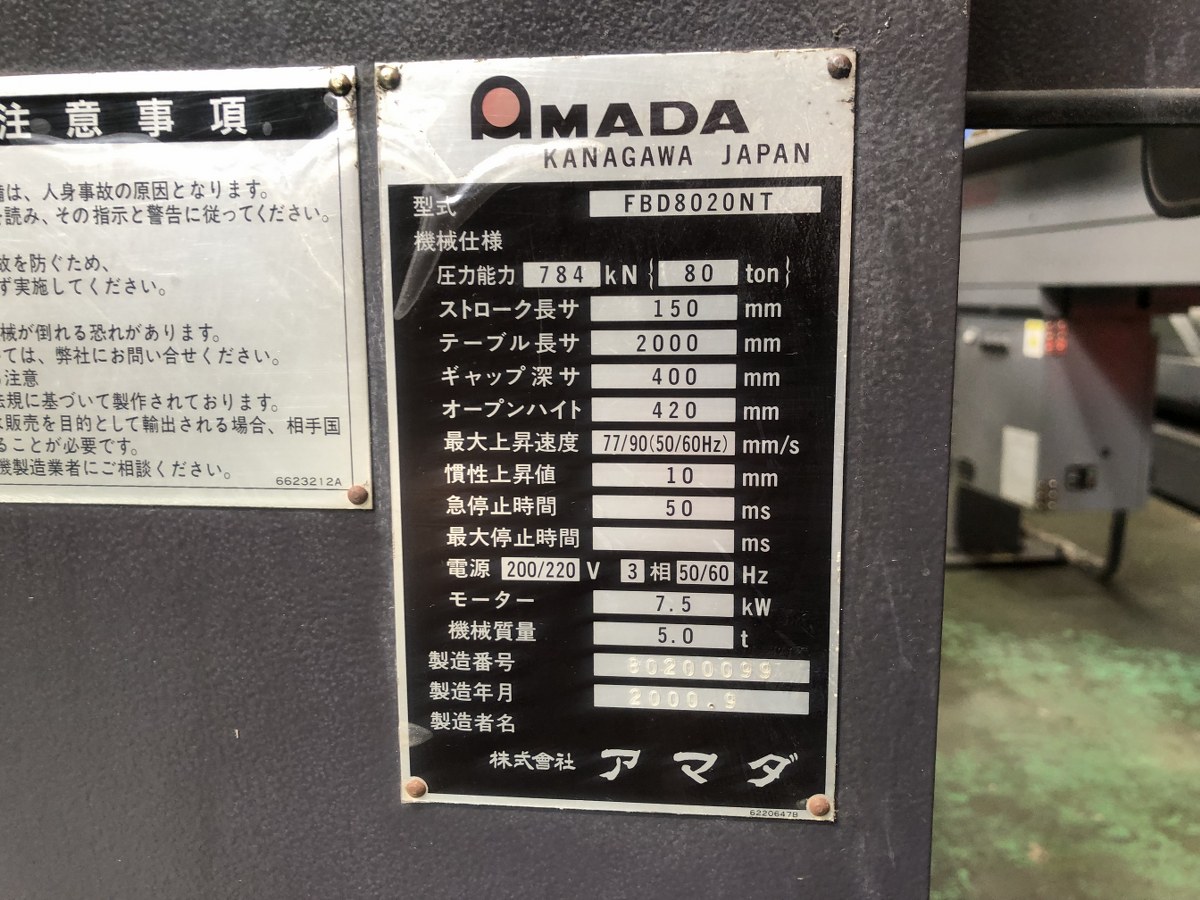 注意事項
は、人身事故の原因となります。
読み、その指示と警告に従ってください。
故を防ぐため、
ず実施してください。
械が倒れる恐れがあります。
ては、弊社にお問い合せください。
注意
法規に基づいて製作されております。
販売を目的として輸出される場合、相手国
ることが必要です。
機製造業者にご相談ください。
6623212A
AMADA
KANAGAWA JAPAN
型式 FBD8020NT
機械仕様
圧力能力 784 kN {80 ton}
ストローク長サ 150 mm
テーブル長サ 2000 mm
ギャップ深サ 400 mm
オープンハイト 420 mm
最大上昇速度 77/90(50/60Hz) mm/s
慣性上昇値 10 mm
急停止時間 50 ms
最大停止時間 ms
電源 200/220 V 3 相 50/60 Hz
モーター 7.5 kW
機械質量 5.0 t
製造番号 80200099
製造年月 2000.9
製造者名
株式會社 アマダ
6220647B